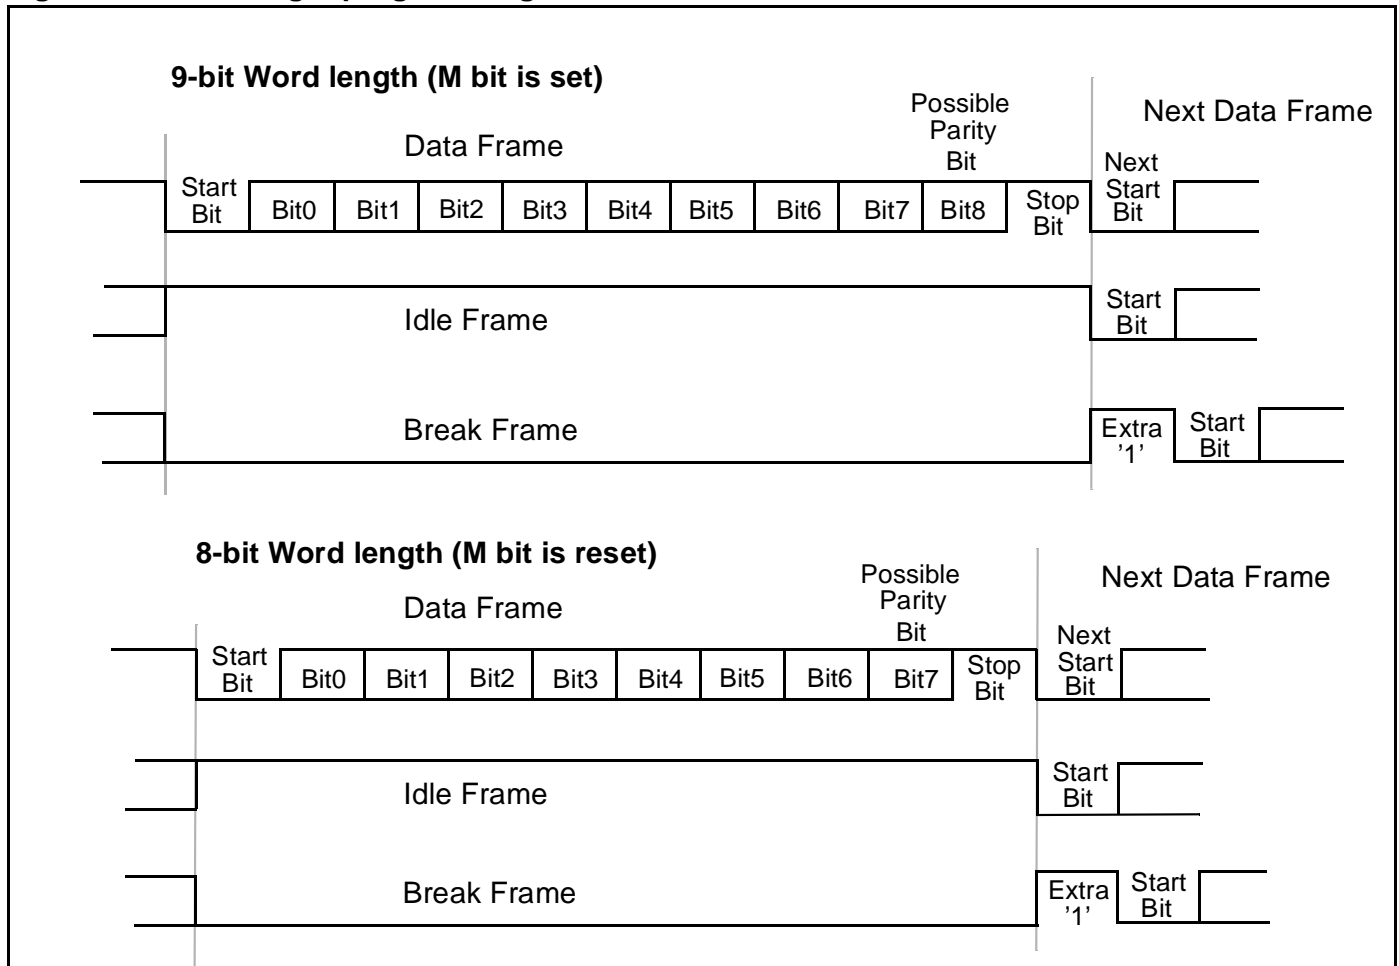 9-bit Word length (M bit is set)
Possible
Parity
Bit
Next Data Frame
Data Frame
Next
Start
Bit
Start
Bit
Bit0
Bit1
Bit2
Bit3
Bit4
Bit5
Bit6
Bit7
Bit8
Stop
Bit
Idle Frame
Start
Bit
Break Frame
Extra
'1'
Start
Bit
8-bit Word length (M bit is reset)
Possible
Parity
Bit
Next Data Frame
Data Frame
Next
Start
Bit
Start
Bit
Bit0
Bit1
Bit2
Bit3
Bit4
Bit5
Bit6
Bit7
Stop
Bit
Idle Frame
Start
Bit
Break Frame
Extra
'1'
Start
Bit